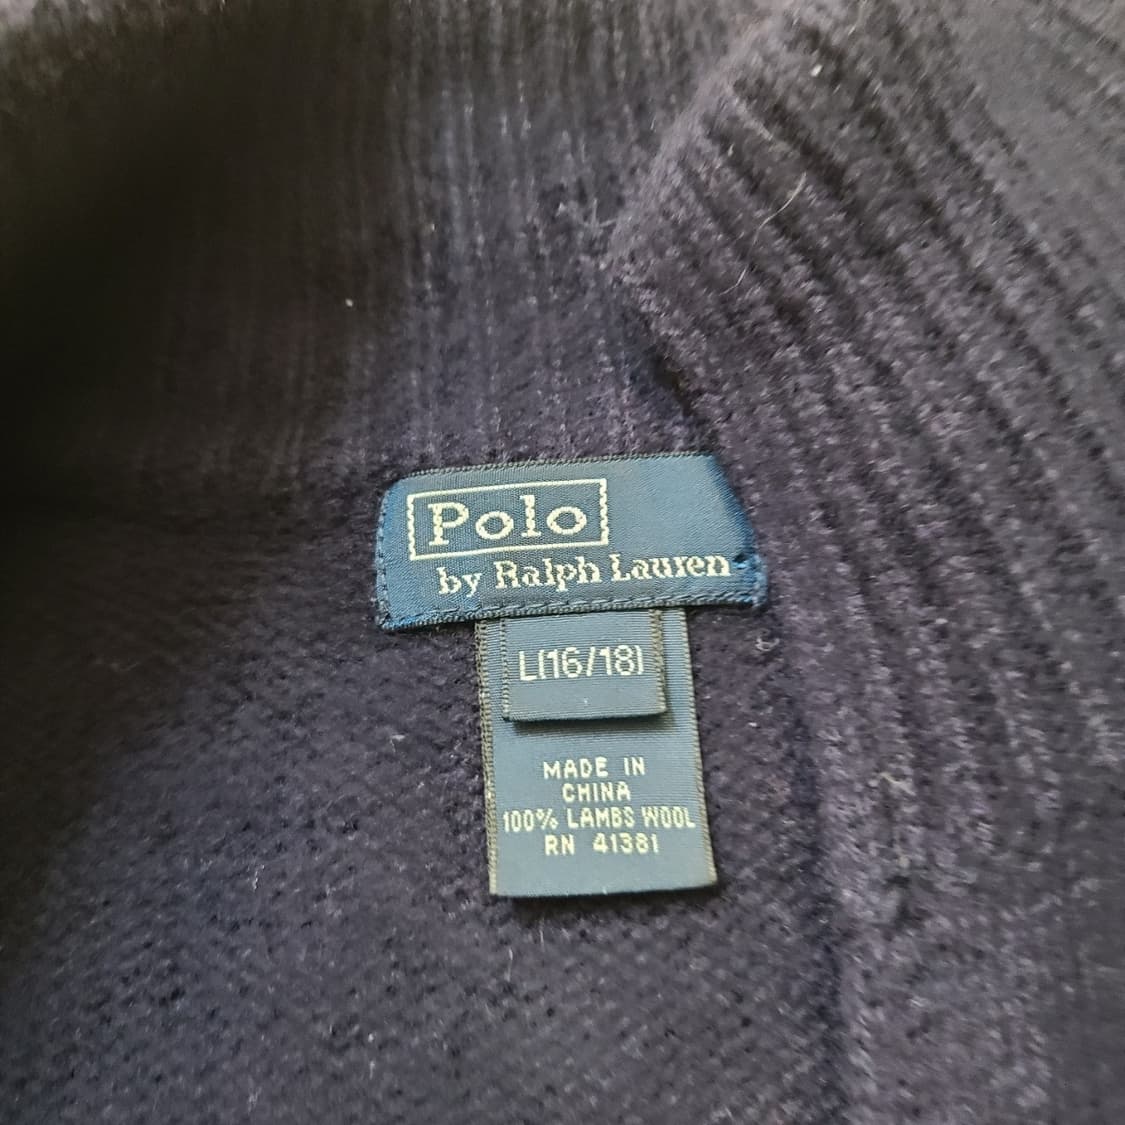 Polo
by Ralph Lauren
L(16/18)
MADE IN
CHINA
100% LAMBS WOOL
RN 41381